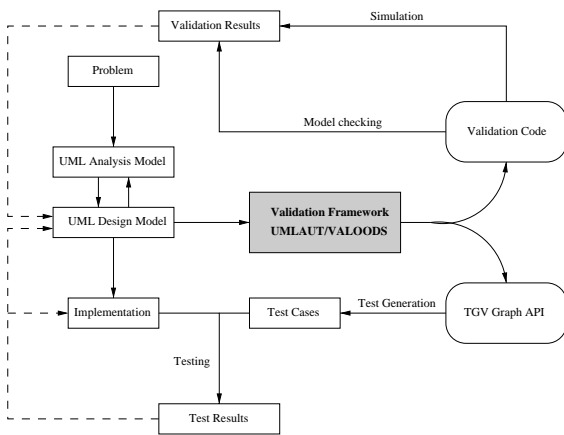 Simulation
Validation Results
Problem
Model checking
Validation Code
UML Analysis Model
Validation Framework
UMLAUT/VALOODS
UML Design Model
Test Generation
Implementation
Test Cases
TGV Graph API
Testing
Test Results